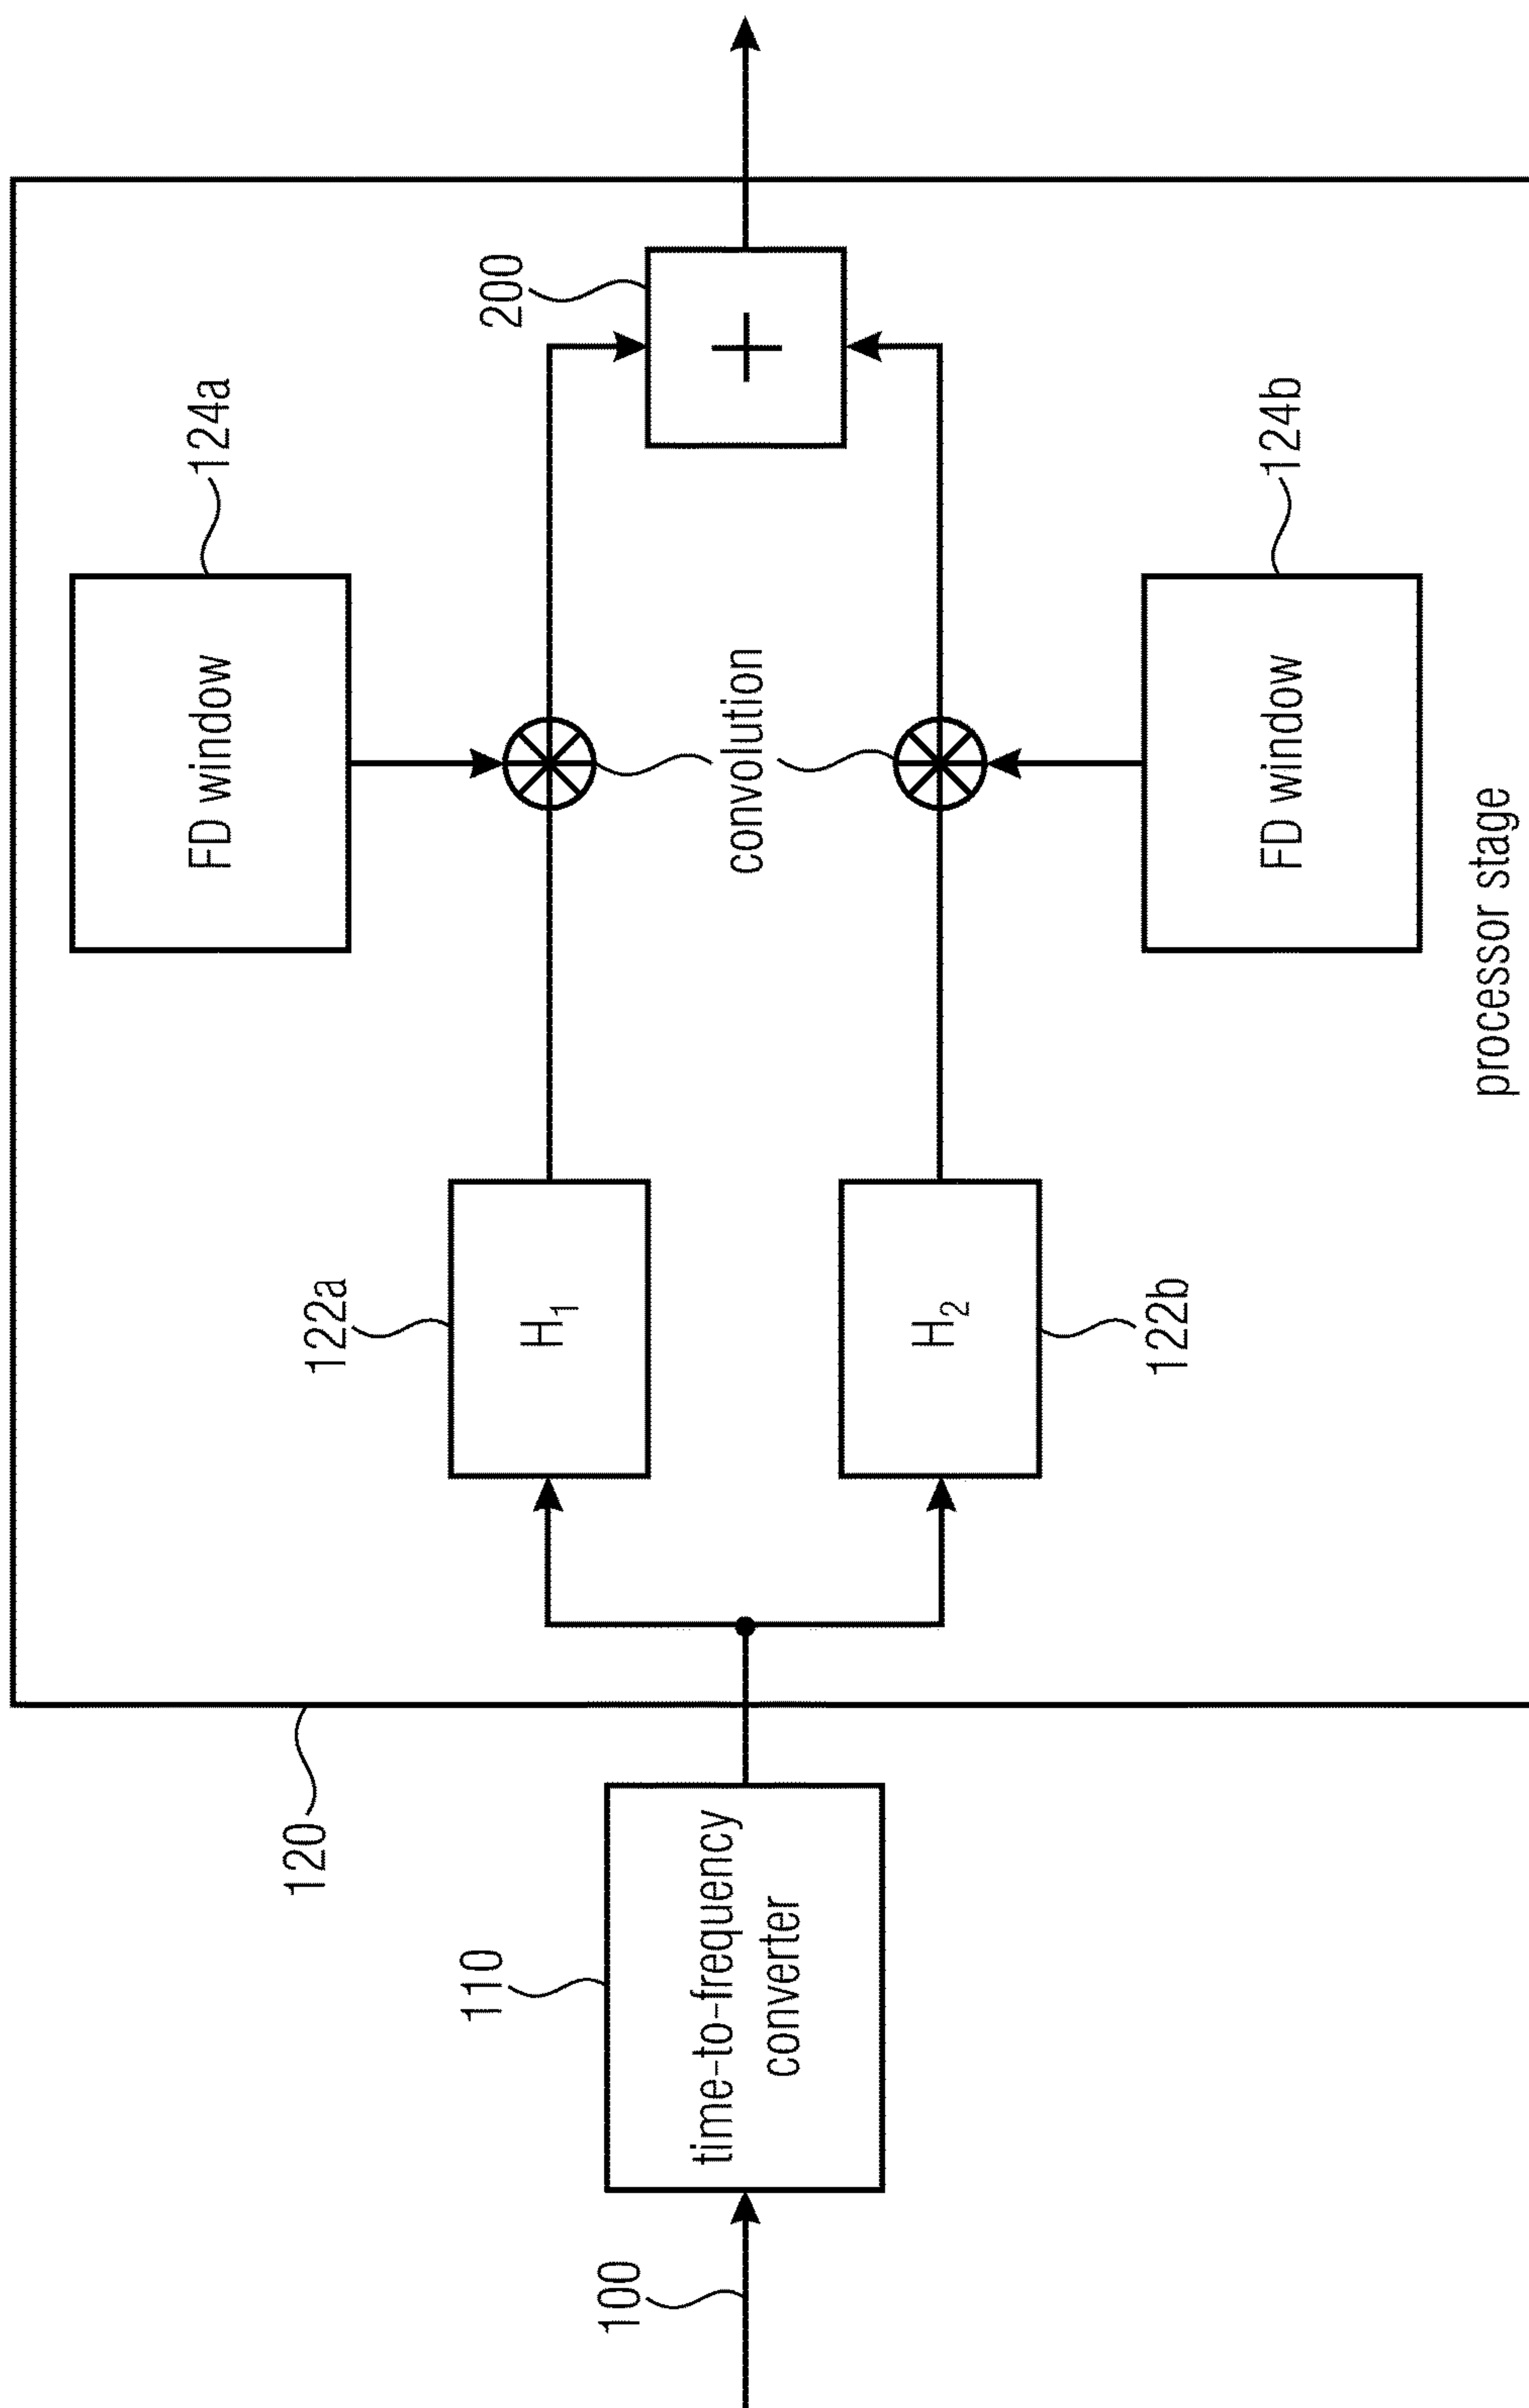 100
110
time-to-frequency
converter
120
122a
H₁
H₂
122b
FD window
124a
convolution
FD window
124b
200
+
processor stage